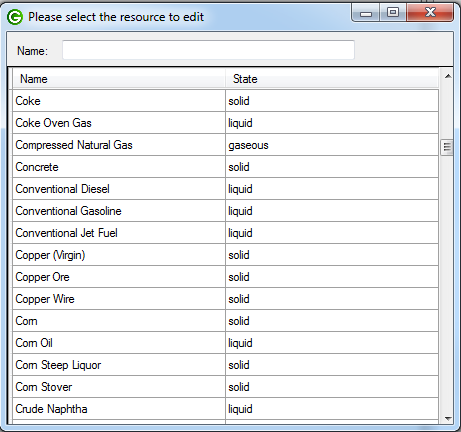 Please select the resource to edit
Name:
Name State
Coke solid
Coke Oven Gas liquid
Compressed Natural Gas gaseous
Concrete solid
Conventional Diesel liquid
Conventional Gasoline liquid
Conventional Jet Fuel liquid
Copper (Virgin) solid
Copper Ore solid
Copper Wire solid
Corn solid
Corn Oil liquid
Corn Steep Liquor solid
Corn Stover solid
Crude Naphtha liquid